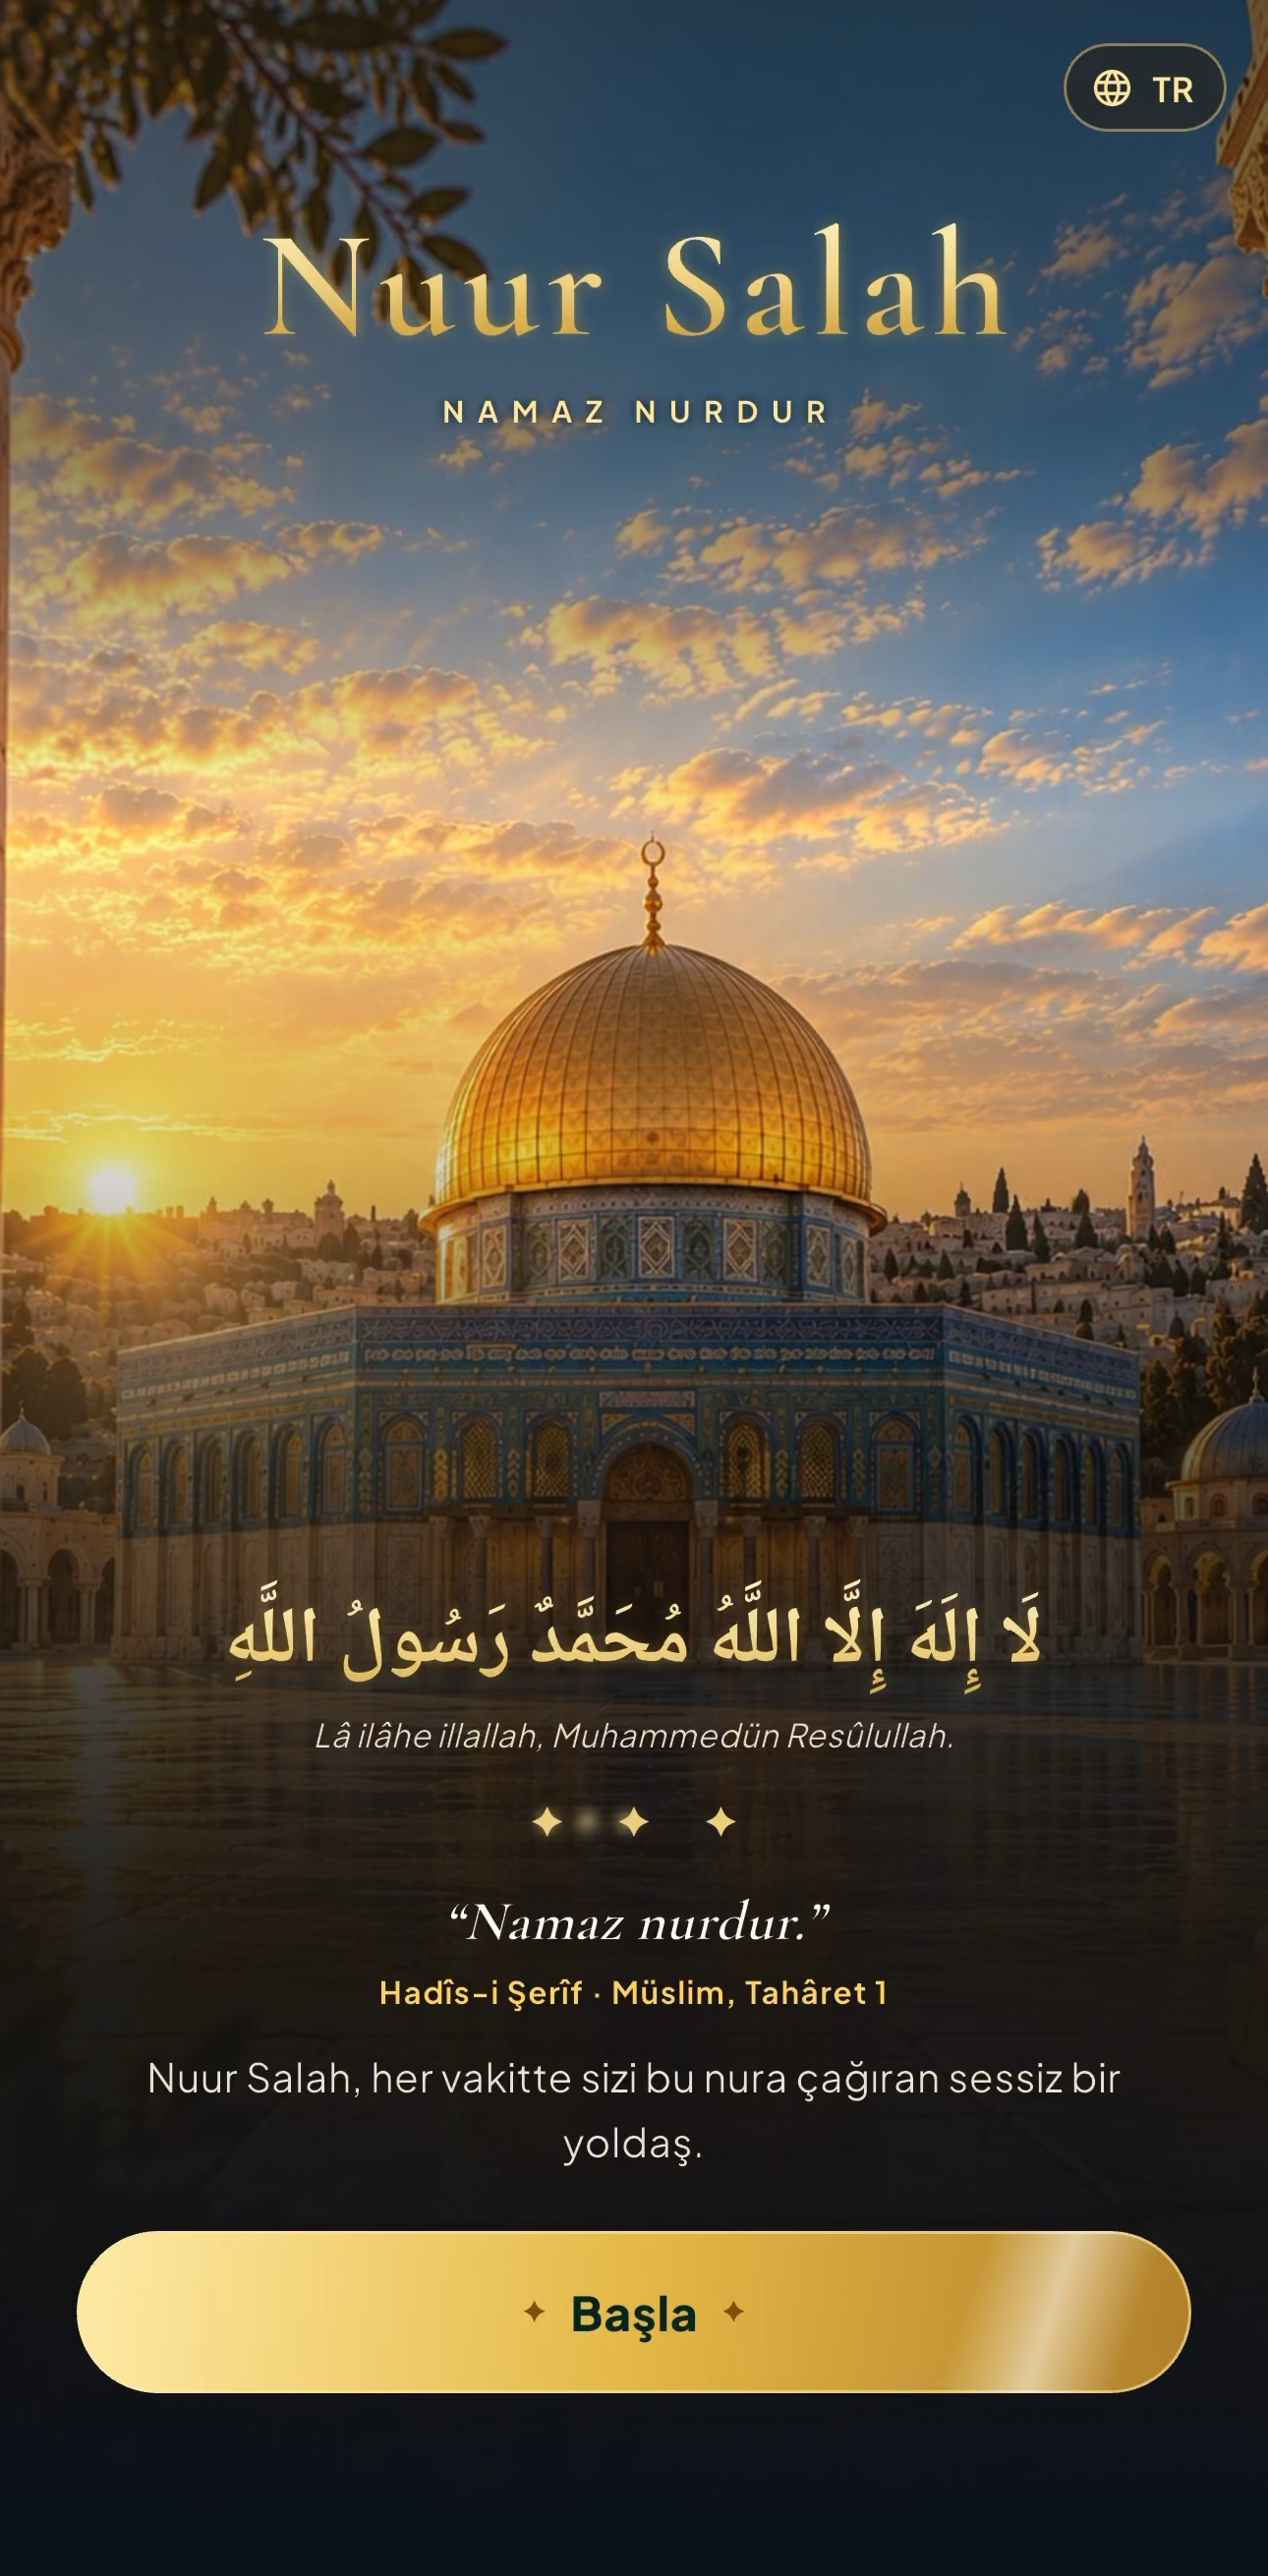 TR
Nuur Salah
NAMAZ NURDUR
لَا إِلَهَ إِلَّا اللَّهُ مُحَمَّدٌ رَسُولُ اللَّهِ
Lâ ilâhe illallah, Muhammedün Resûlullah.
“Namaz nurdur.”
Hadîs-i Şerîf · Müslim, Tahâret 1
Nuur Salah, her vakitte sizi bu nura çağıran sessiz bir
yoldaş.
Başla